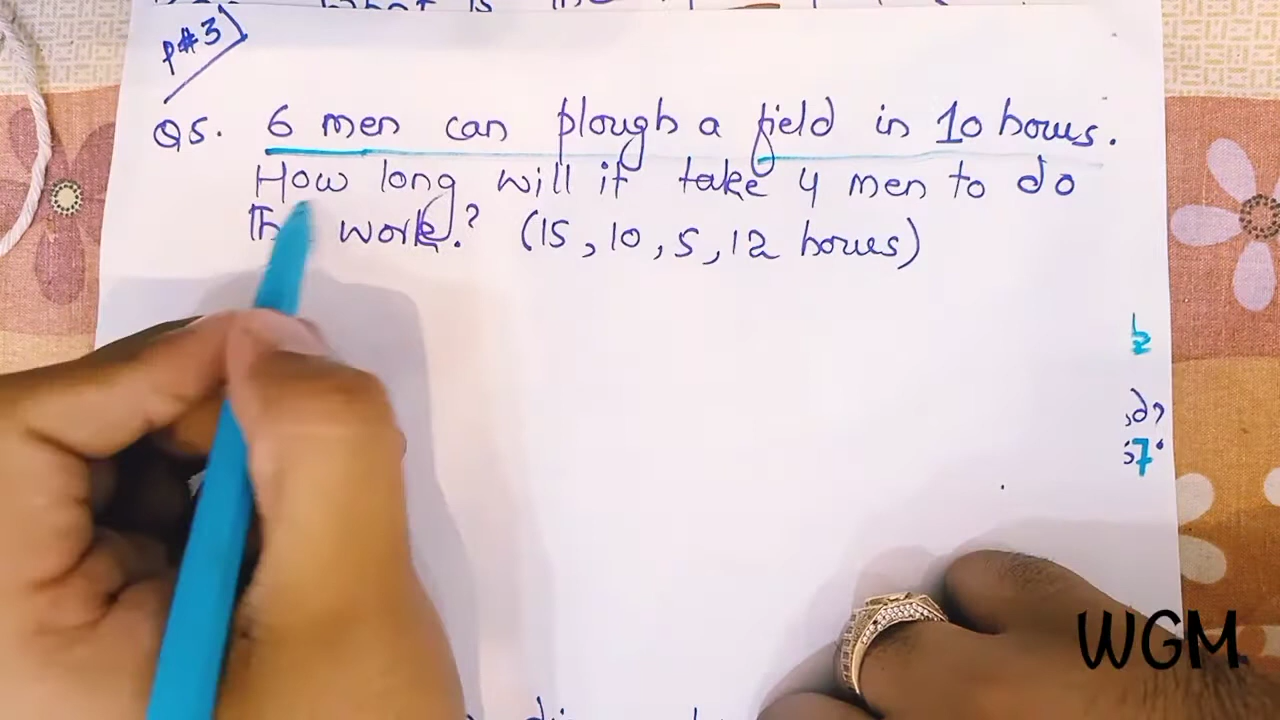 P#3)
Q5. 6 men can plough a field in 10 hours.
How long will it take 4 men to do
work.? (15, 10, 5, 12 hours)
WGM